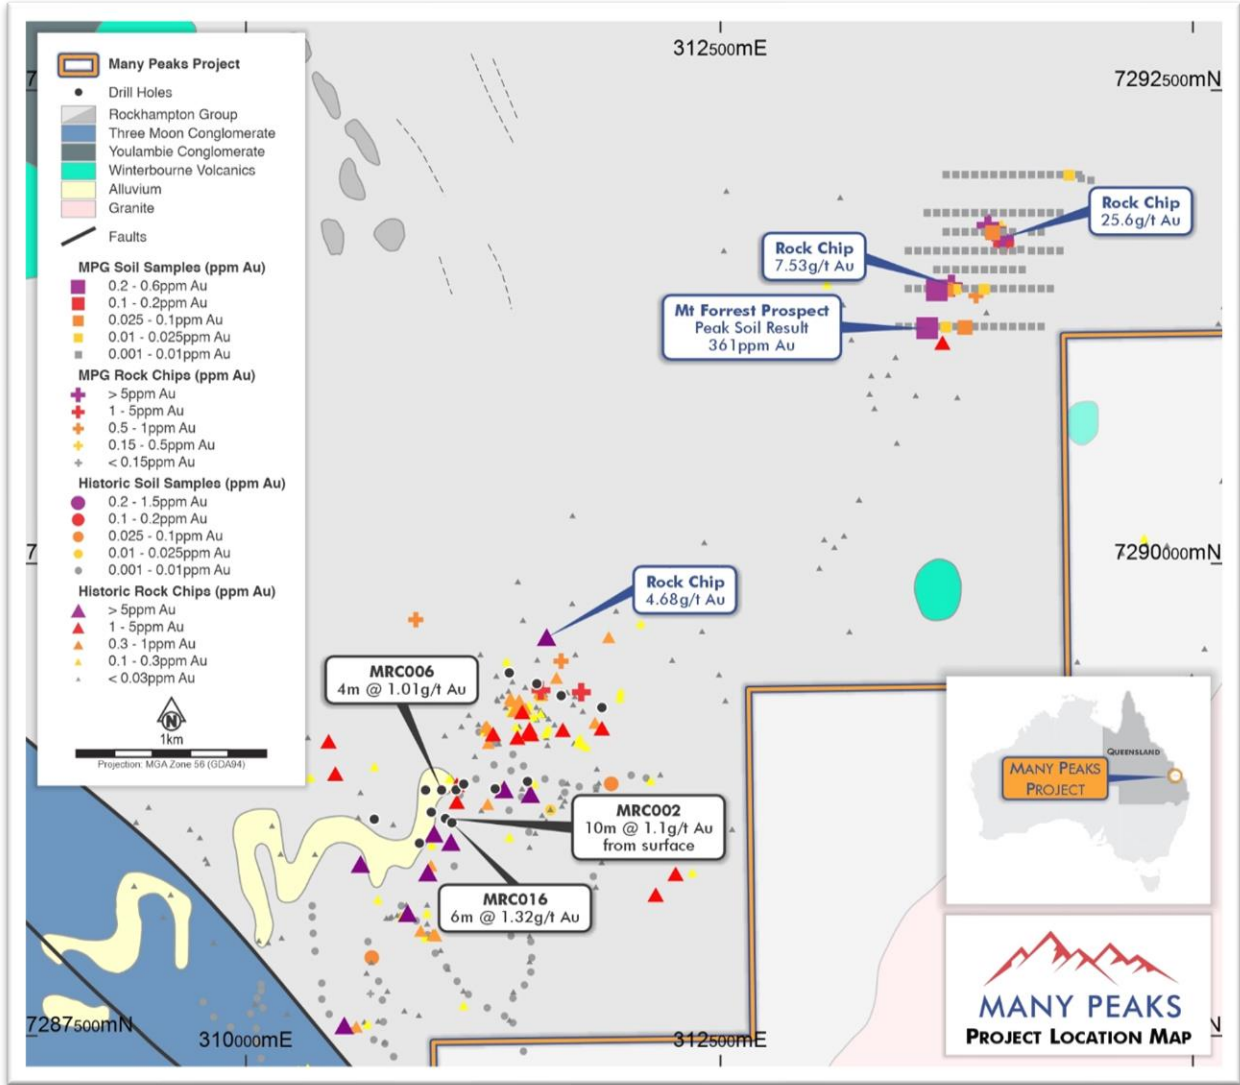 312500mE
7292500mN
Many Peaks Project
Drill Holes
Rockhampton Group
Three Moon Conglomerate
Youlambie Conglomerate
Winterbourne Volcanics
Alluvium
Granite
Faults
MPG Soil Samples (ppm Au)
0.2 - 0.6ppm Au
0.1 - 0.2ppm Au
0.025 - 0.1ppm Au
0.01 - 0.025ppm Au
0.001 - 0.01ppm Au
MPG Rock Chips (ppm Au)
> 5ppm Au
1 - 5ppm Au
0.5 - 1ppm Au
0.15 - 0.5ppm Au
< 0.15ppm Au
Historic Soil Samples (ppm Au)
0.2 - 1.5ppm Au
0.1 - 0.2ppm Au
0.025 - 0.1ppm Au
0.01 - 0.025ppm Au
0.001 - 0.01ppm Au
Historic Rock Chips (ppm Au)
> 5ppm Au
1 - 5ppm Au
0.3 - 1ppm Au
0.1 - 0.3ppm Au
< 0.03ppm Au
N
1km
Projection: MGA Zone 56 (GDA94)
Rock Chip
25.6g/t Au
Rock Chip
7.53g/t Au
Mt Forrest Prospect
Peak Soil Result
361ppm Au
7290000mN
Rock Chip
4.68g/t Au
MRC006
4m @ 1.01g/t Au
MRC002
10m @ 1.1g/t Au
from surface
MRC016
6m @ 1.32g/t Au
QUEENSLAND
MANY PEAKS
PROJECT
MANY PEAKS
PROJECT LOCATION MAP
7287500mN
310000mE
312500mE